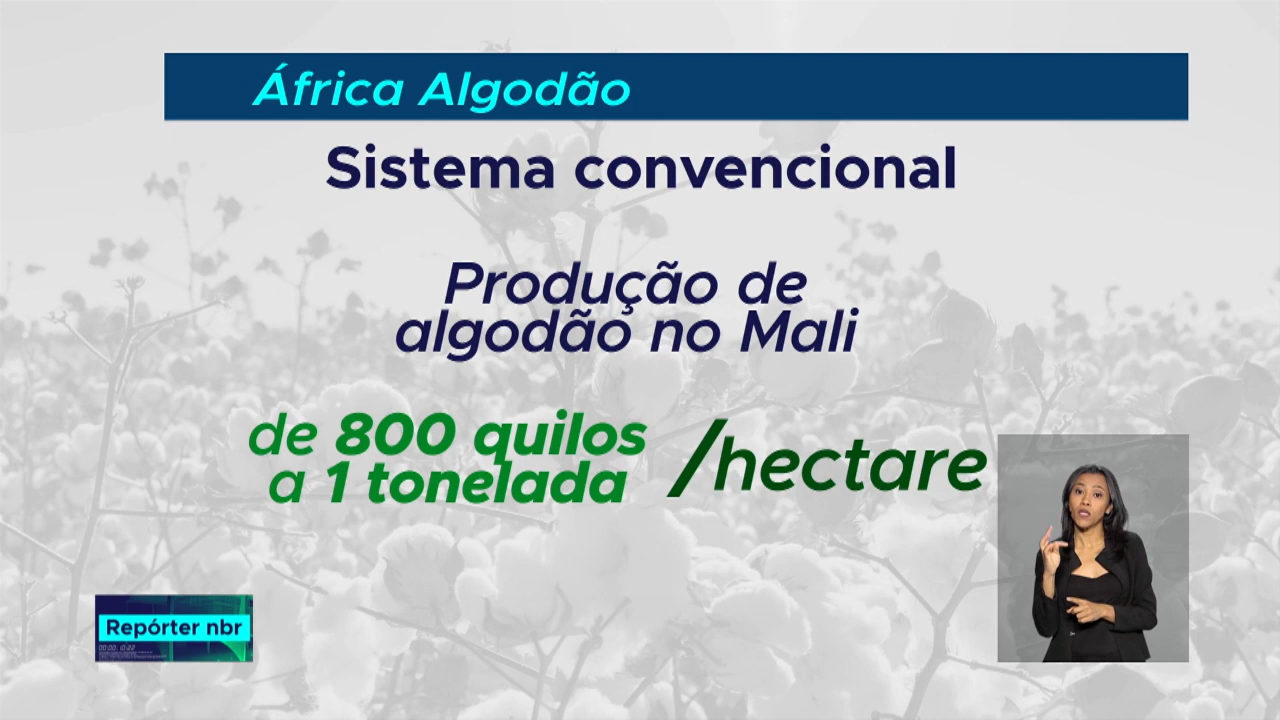 África Algodão
Sistema convencional
Produção de
algodão no Mali
de 800 quilos
a 1 tonelada
/hectare
Repórter nbr